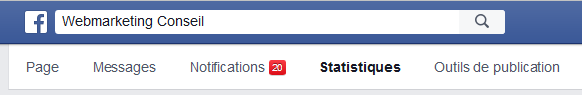 f Webmarketing Conseil
Page Messages Notifications 20 Statistiques Outils de publication